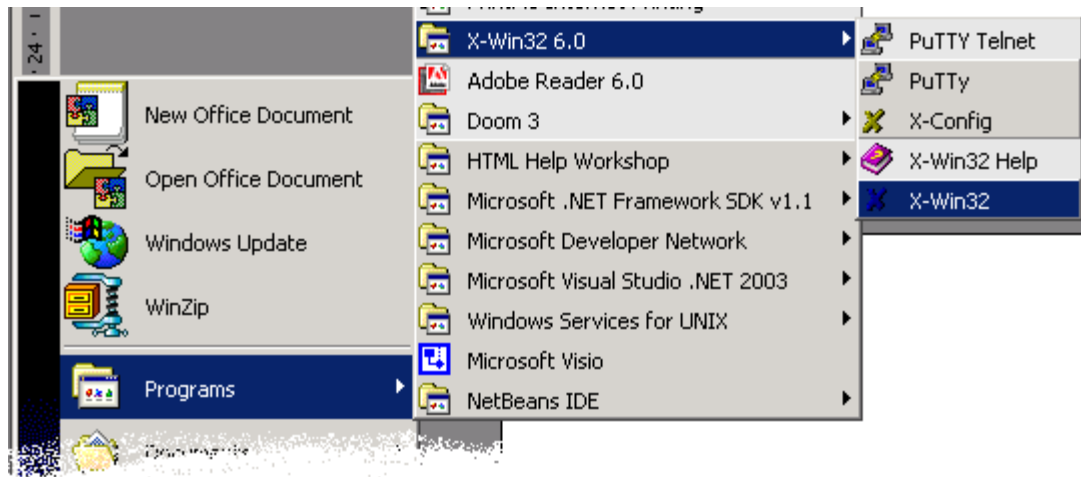 24
New Office Document
Open Office Document
Windows Update
WinZip
Programs
Documents
X-Win32 6.0
Adobe Reader 6.0
Doom 3
HTML Help Workshop
Microsoft .NET Framework SDK v1.1
Microsoft Developer Network
Microsoft Visual Studio .NET 2003
Windows Services for UNIX
Microsoft Visio
NetBeans IDE
PuTTY Telnet
PuTTy
X-Config
X-Win32 Help
X-Win32